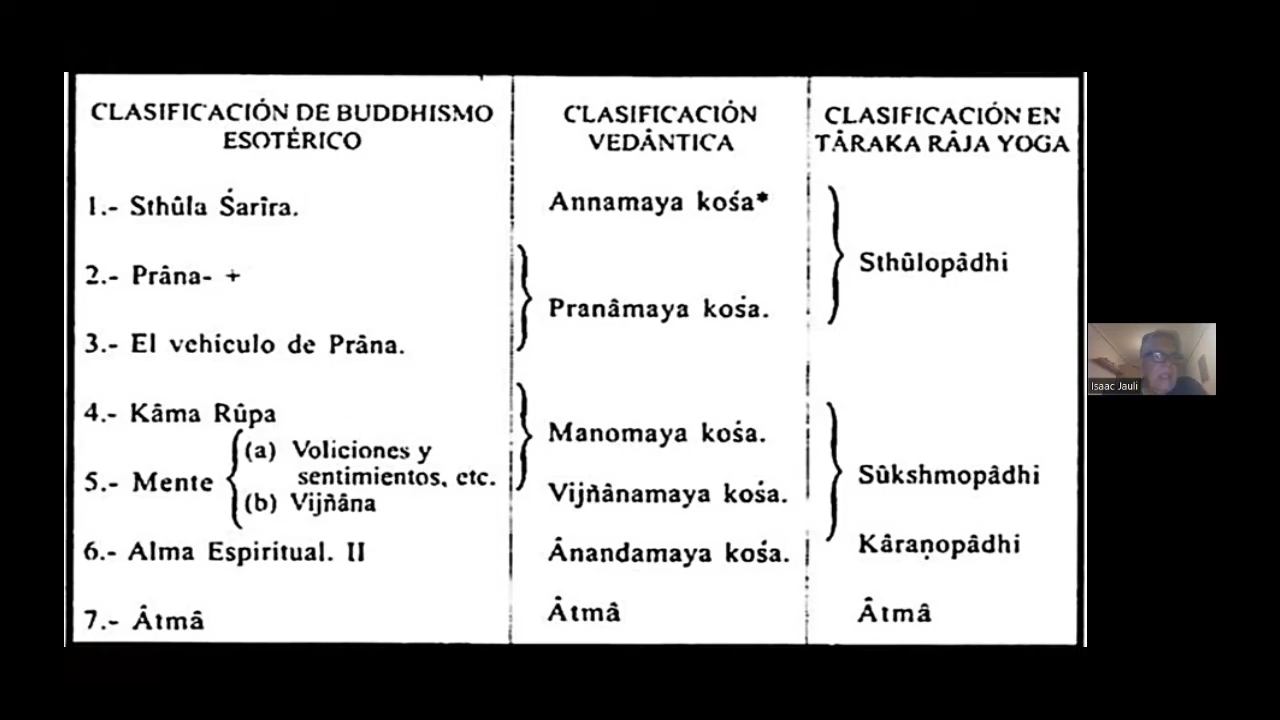 CLASIFICACIÓN DE BUDDHISMO
ESOTÉRICO
1.- Sthûla Śarîra.
2.- Prâna- +
3.- El vehiculo de Prâna.
4.- Kâma Rûpa
5.- Mente
(a) Voliciones y
sentimientos, etc.
(b) Vijñâna
6.- Alma Espiritual. II
7.- Âtmâ
CLASIFICACIÓN
VEDÂNTICA
Annamaya kośa*
Pranâmaya kośa.
Manomaya kośa.
Vijñânamaya kośa.
Ânandamaya kośa.
Âtmâ
CLASIFICACIÓN EN
TÂRAKA RÂJA YOGA
Sthûlopâdhi
Sûkshmopâdhi
Kâraṇopâdhi
Âtmâ
Isaac Jauli